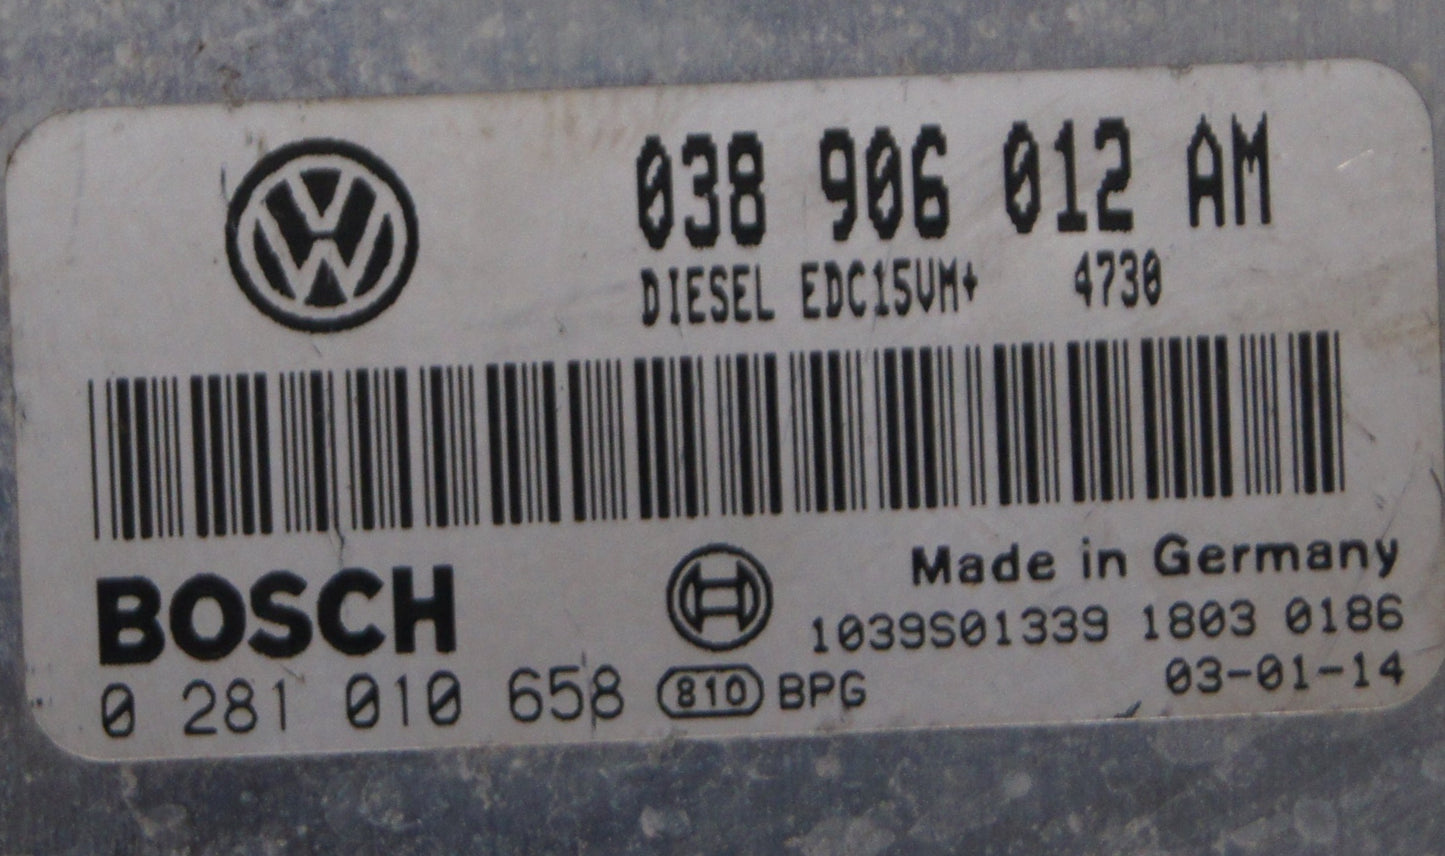 038 906 012 AM
DIESEL EDC15VM+ 4730
BOSCH
Made in Germany
1039S01339 1803 0186
0 281 010 658 810 BPG 03-01-14